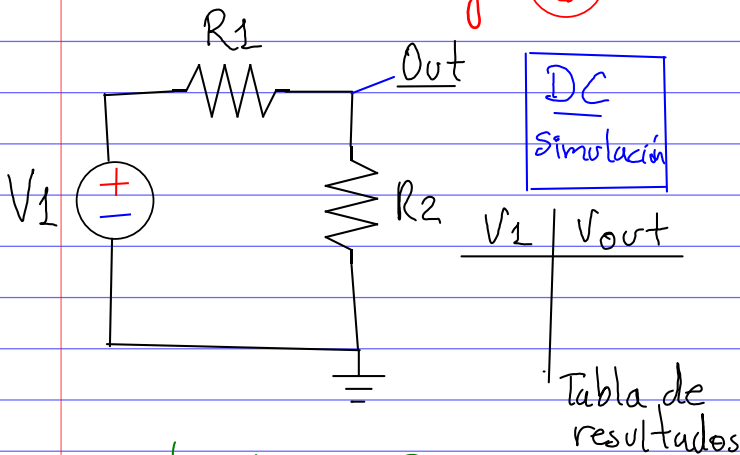 R1
Out
DC
Simulación
V1
+
−
R2
V1 Vout
Tabla de
resultados